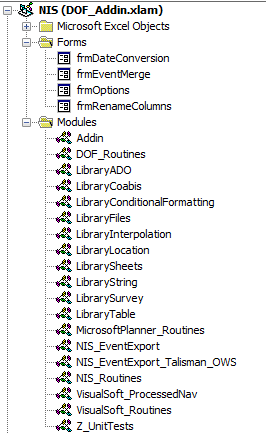 NIS (DOF_Addin.xlam)
Microsoft Excel Objects
Forms
frmDateConversion
frmEventMerge
frmOptions
frmRenameColumns
Modules
Addin
DOF_Routines
LibraryADO
LibraryCoabis
LibraryConditionalFormatting
LibraryFiles
LibraryInterpolation
LibraryLocation
LibrarySheets
LibraryString
LibrarySurvey
LibraryTable
MicrosoftPlanner_Routines
NIS_EventExport
NIS_EventExport_Talisman_OWS
NIS_Routines
VisualSoft_ProcessedNav
VisualSoft_Routines
Z_UnitTests